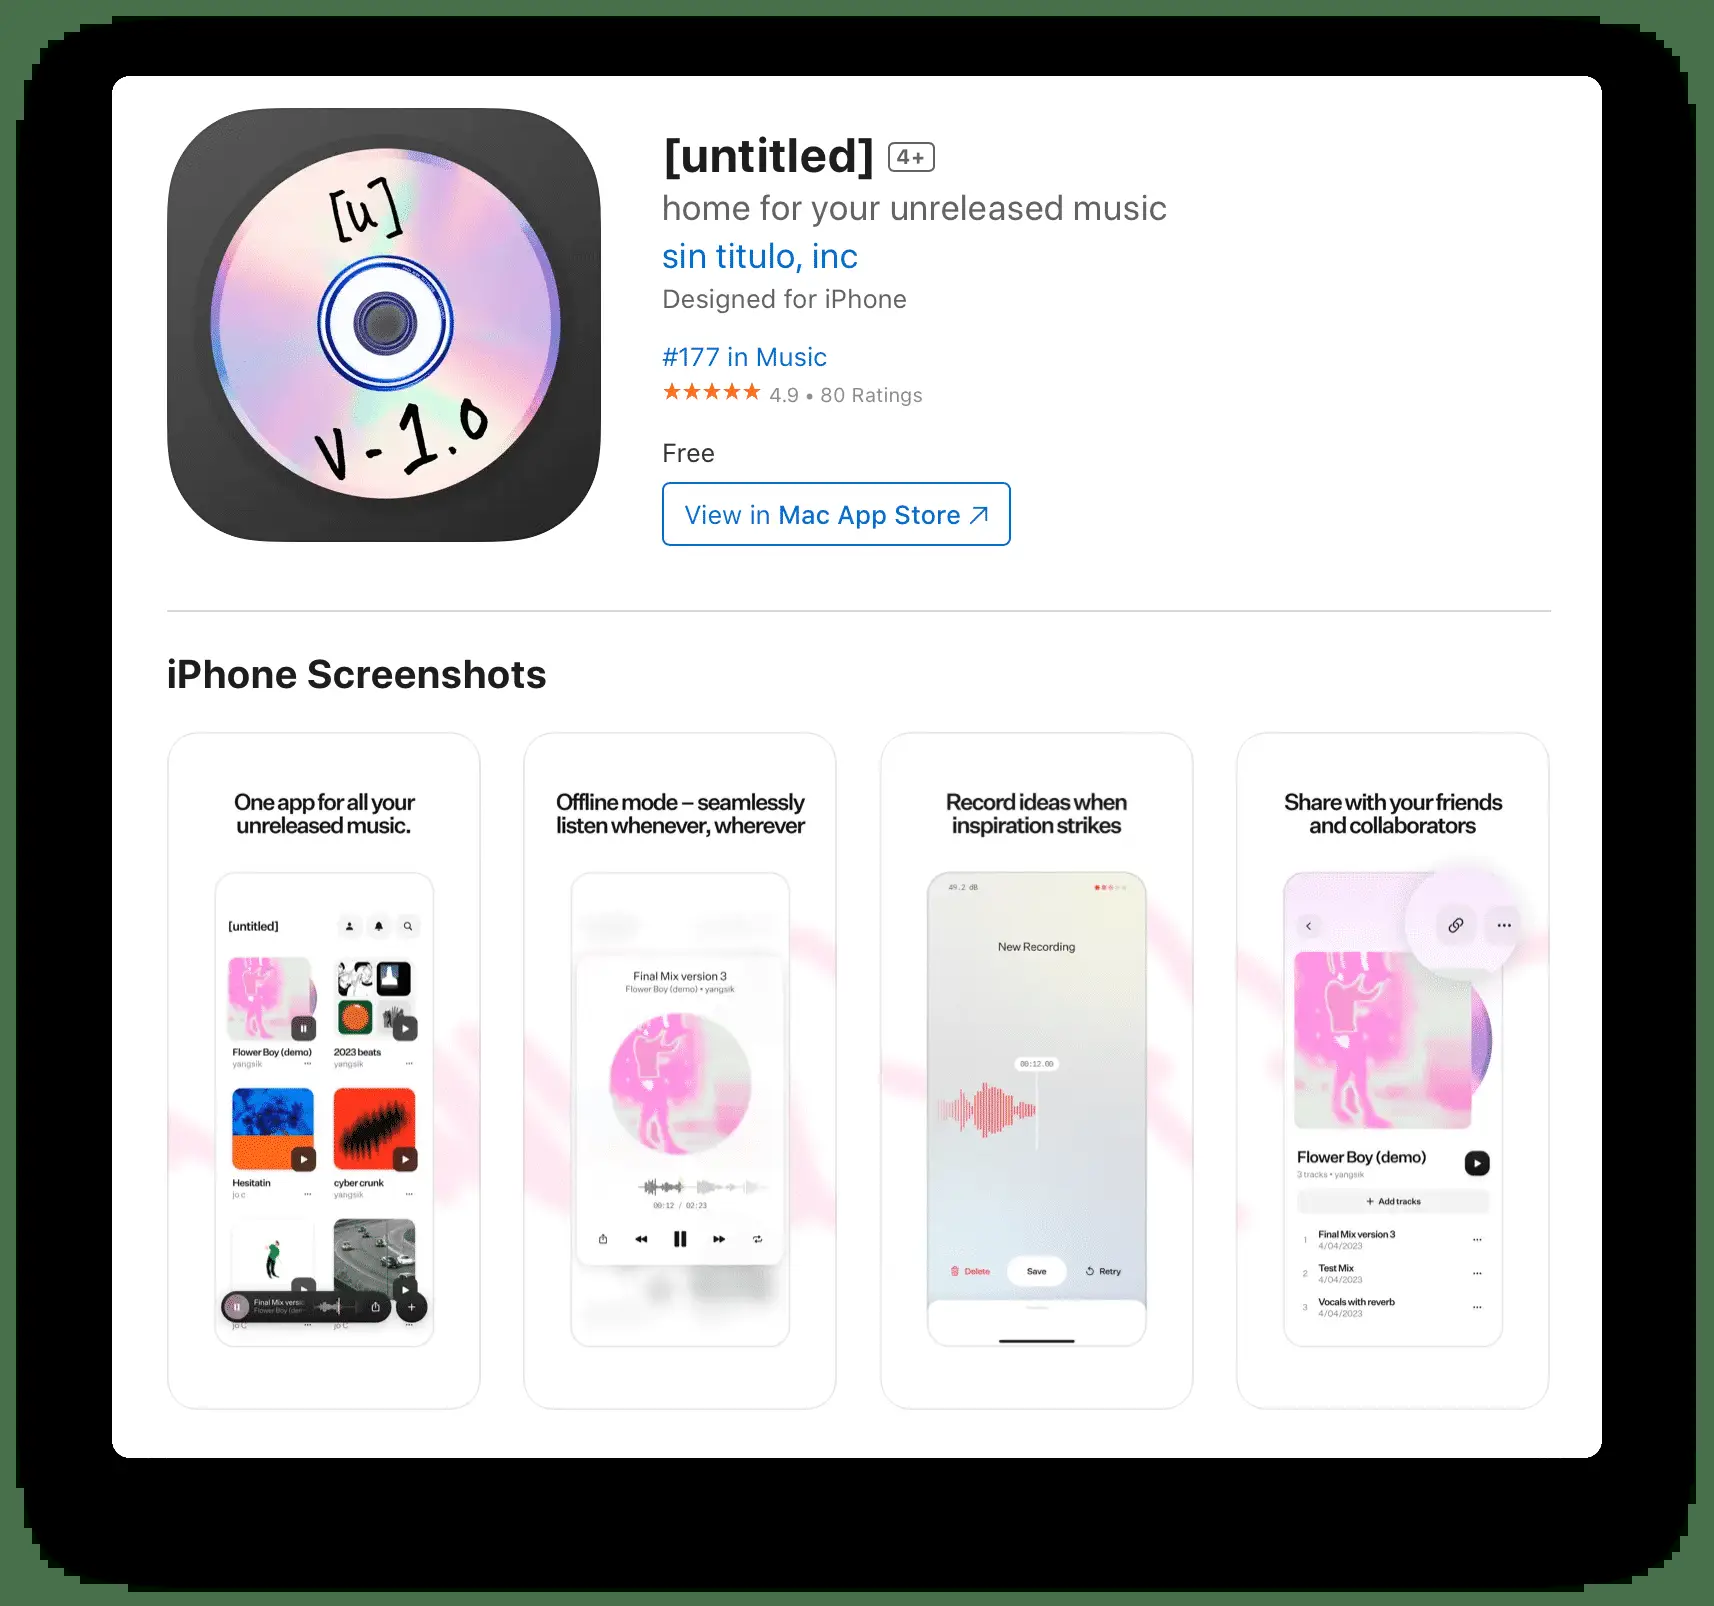 [u]
v-1.0
[untitled] 4+
home for your unreleased music
sin titulo, inc
Designed for iPhone
#177 in Music
4.9 • 80 Ratings
Free
View in Mac App Store
iPhone Screenshots
One app for all your
unreleased music.
[untitled]
Flower Boy (demo)
yangsik
2023 beats
yangsik
Hesitatin
jo c
cyber crunk
yangsik
Final Mix versio
Flower Boy (den
jo C
jo C
Offline mode – seamlessly
listen whenever, wherever
Final Mix version 3
Flower Boy (demo) • yangsik
00:12 / 02:23
Record ideas when
inspiration strikes
49.2 dB
New Recording
00:12.00
Delete
Save
Retry
Share with your friends
and collaborators
Flower Boy (demo)
3 tracks • yangsik
+ Add tracks
1 Final Mix version 3
4/04/2023
2 Test Mix
4/04/2023
3 Vocals with reverb
4/04/2023